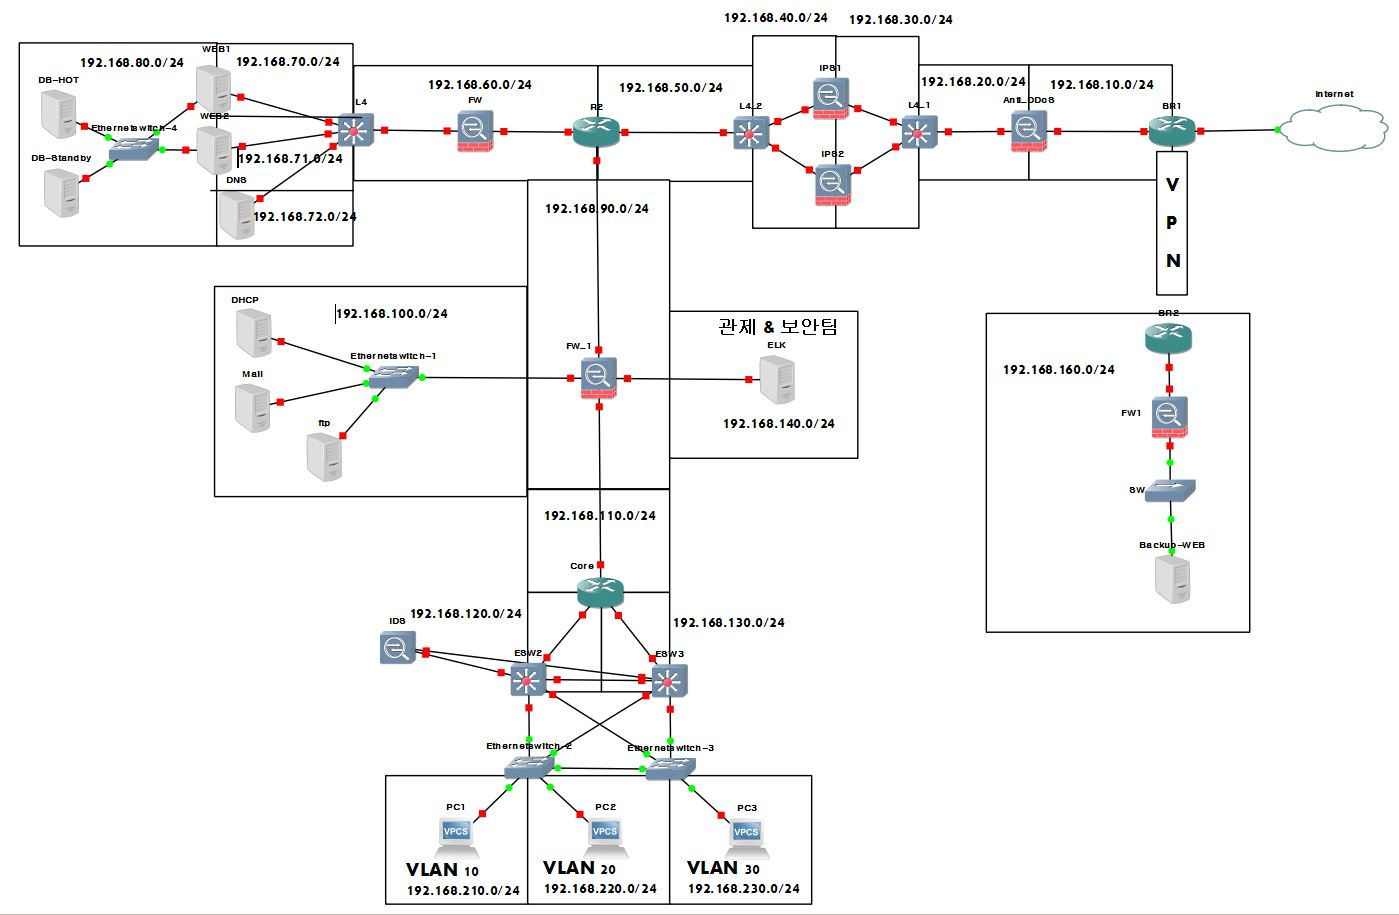 192.168.40.0/24
192.168.30.0/24
WEB1
192.168.80.0/24
192.168.70.0/24
DB-HOT
192.168.60.0/24
192.168.50.0/24
IPS1
192.168.20.0/24
192.168.10.0/24
Internet
L4
FW
R2
L4_2
L4_1
Anti_DDoS
BR1
Ethernetswitch-4
WEB2
DB-Standby
192.168.71.0/24
IPS2
DNS
192.168.72.0/24
192.168.90.0/24
V
P
N
DHCP
192.168.100.0/24
관제 & 보안팀
BR2
Ethernetswitch-1
FW_1
ELK
Mail
192.168.160.0/24
FW1
ftp
192.168.140.0/24
SW
192.168.110.0/24
Backup-WEB
Core
IDS
192.168.120.0/24
192.168.130.0/24
ESW2
ESW3
Ethernetswitch-2
Ethernetswitch-3
PC1
PC2
PC3
VPCS
VPCS
VPCS
VLAN 10
VLAN 20
VLAN 30
192.168.210.0/24
192.168.220.0/24
192.168.230.0/24